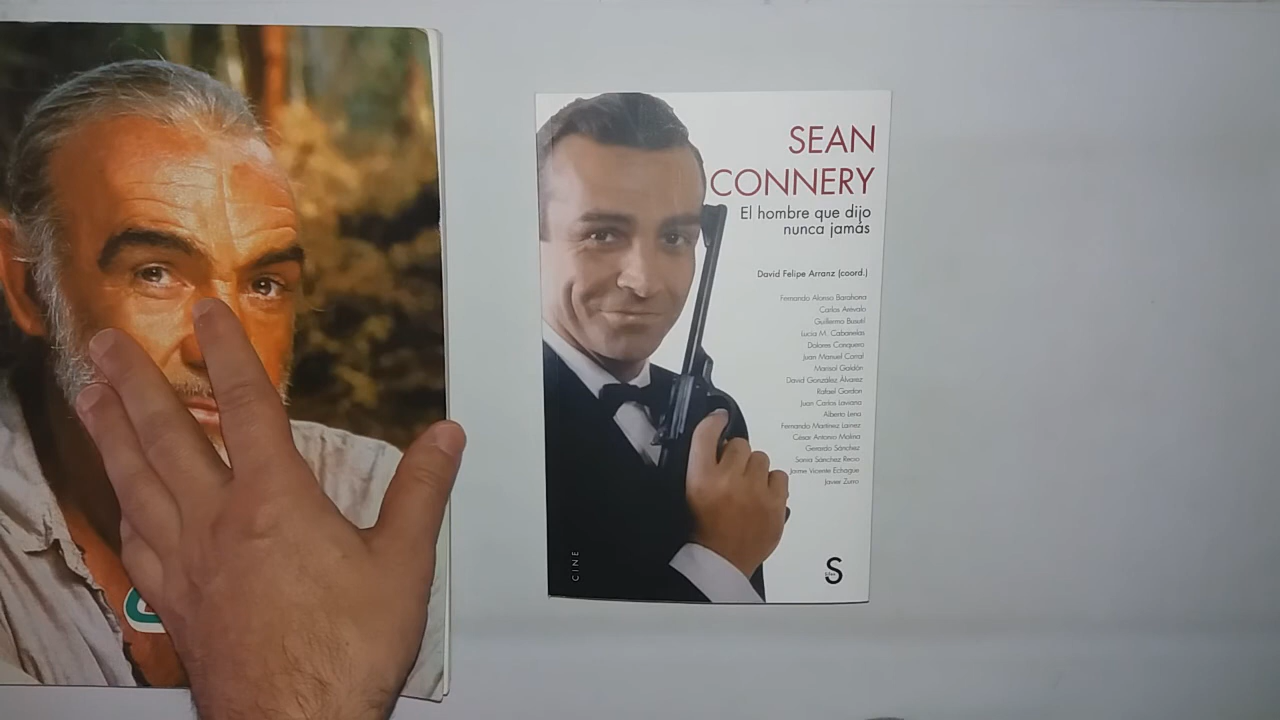 SEAN
CONNERY
El hombre que dijo
nunca jamás
David Felipe Arranz (coord.)
Fernando Alonso Barahona
Carlos Arévalo
Guillermo Busutil
Lucía M. Cabanelas
Dolores Conquero
Juan Manuel Corral
Marisol Galdón
David González Álvarez
Rafael Gordon
Juan Carlos Laviana
Alberto Lena
Fernando Martínez Laínez
César Antonio Molina
Gerardo Sánchez
Sonia Sánchez Recio
Jaime Vicente Echagüe
Javier Zurro
CINE
S